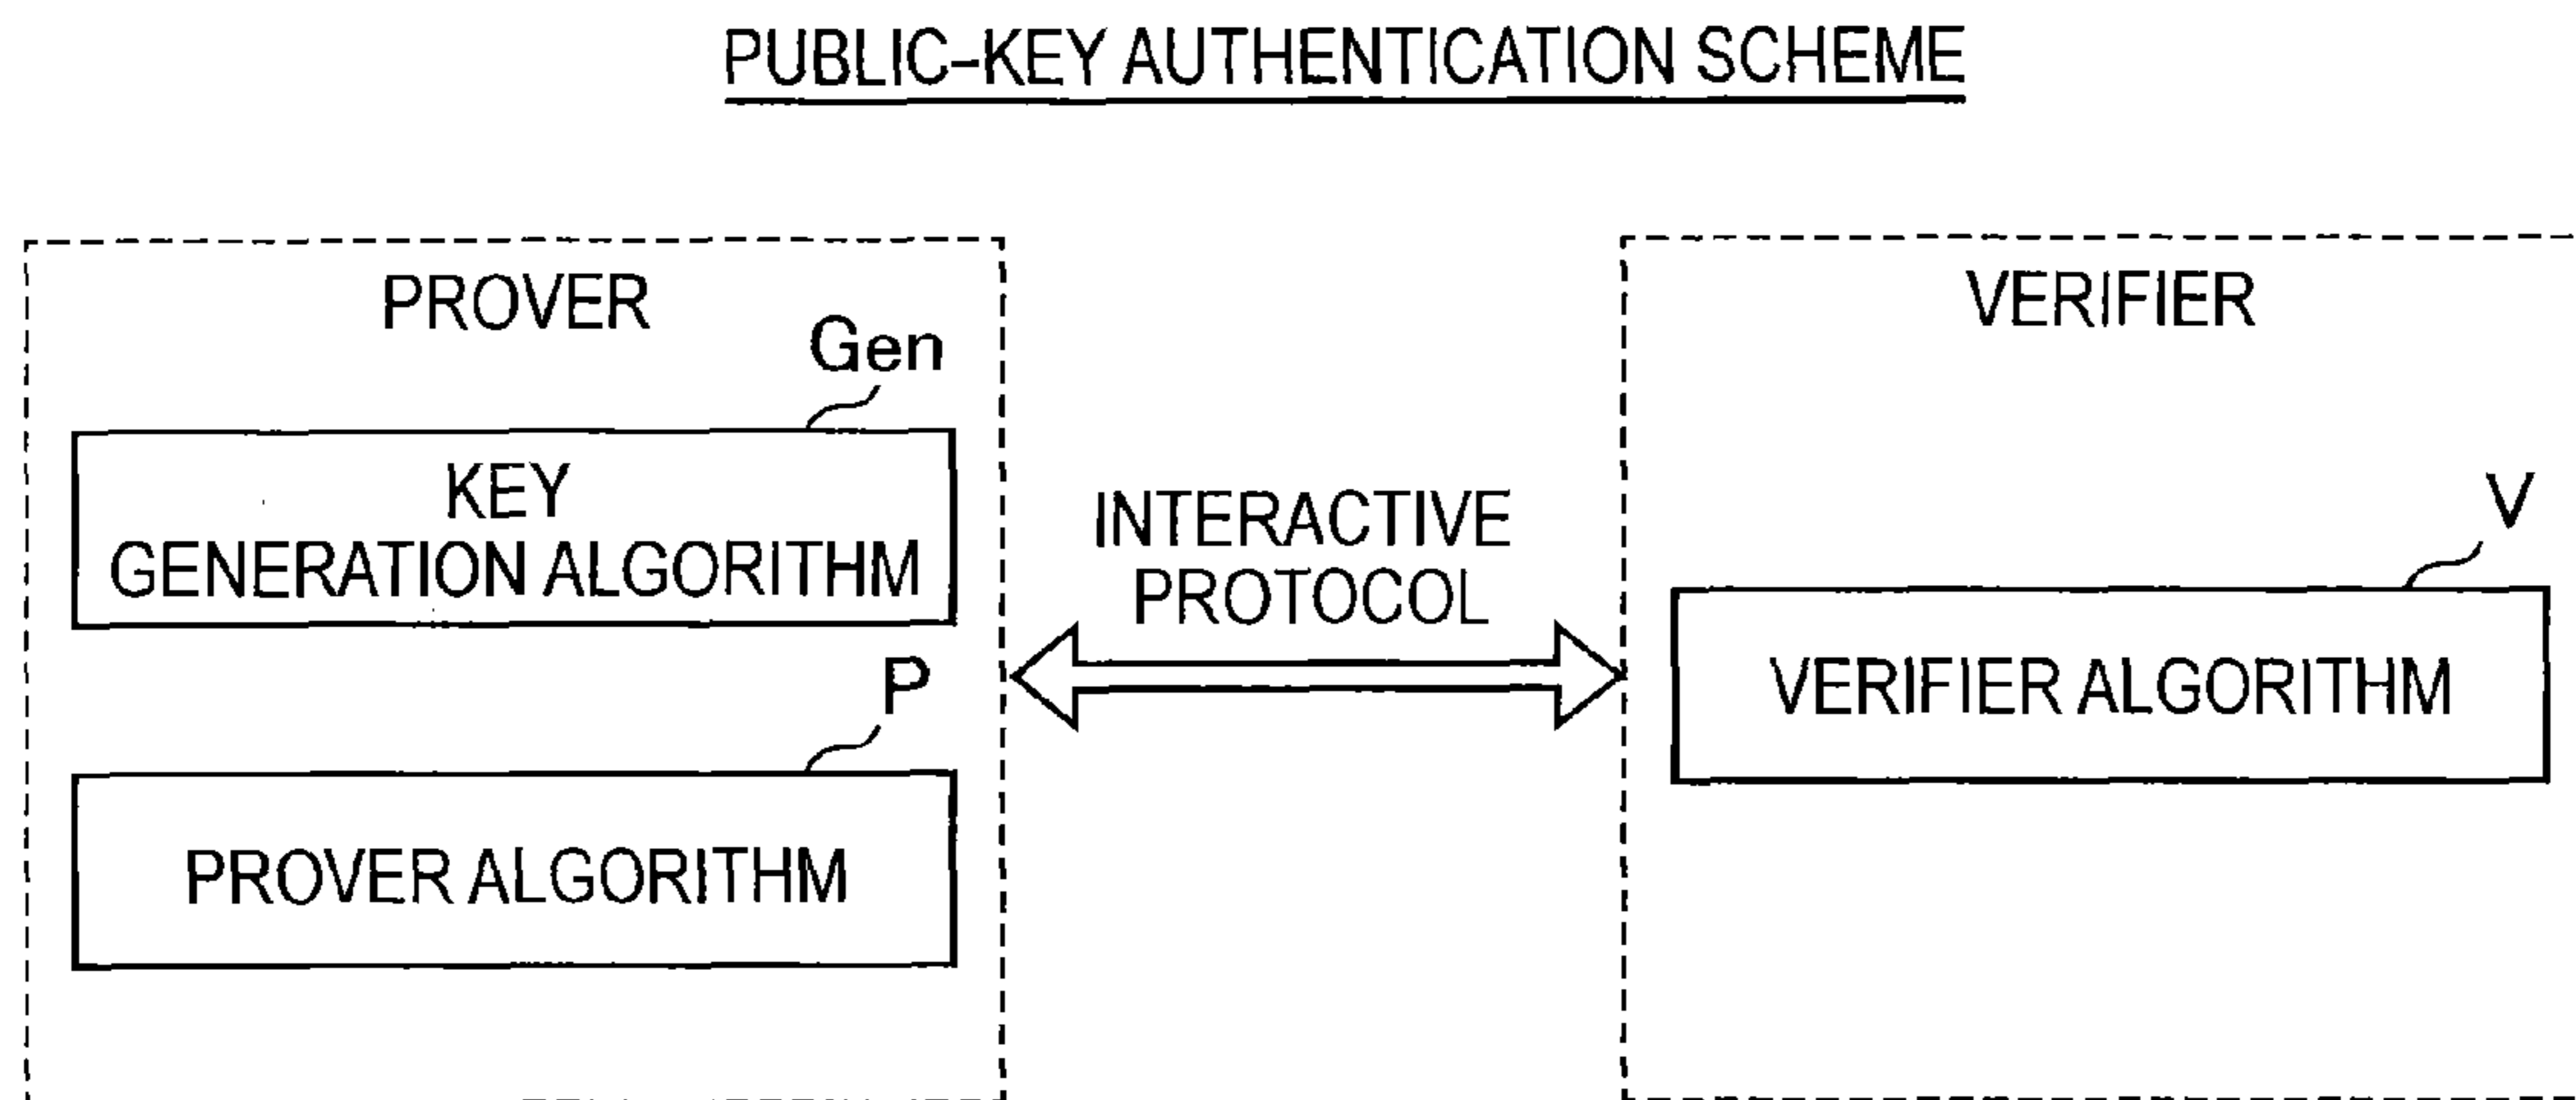 PUBLIC-KEY AUTHENTICATION SCHEME
PROVER
Gen
KEY
GENERATION ALGORITHM
P
PROVER ALGORITHM
INTERACTIVE
PROTOCOL
VERIFIER
V
VERIFIER ALGORITHM